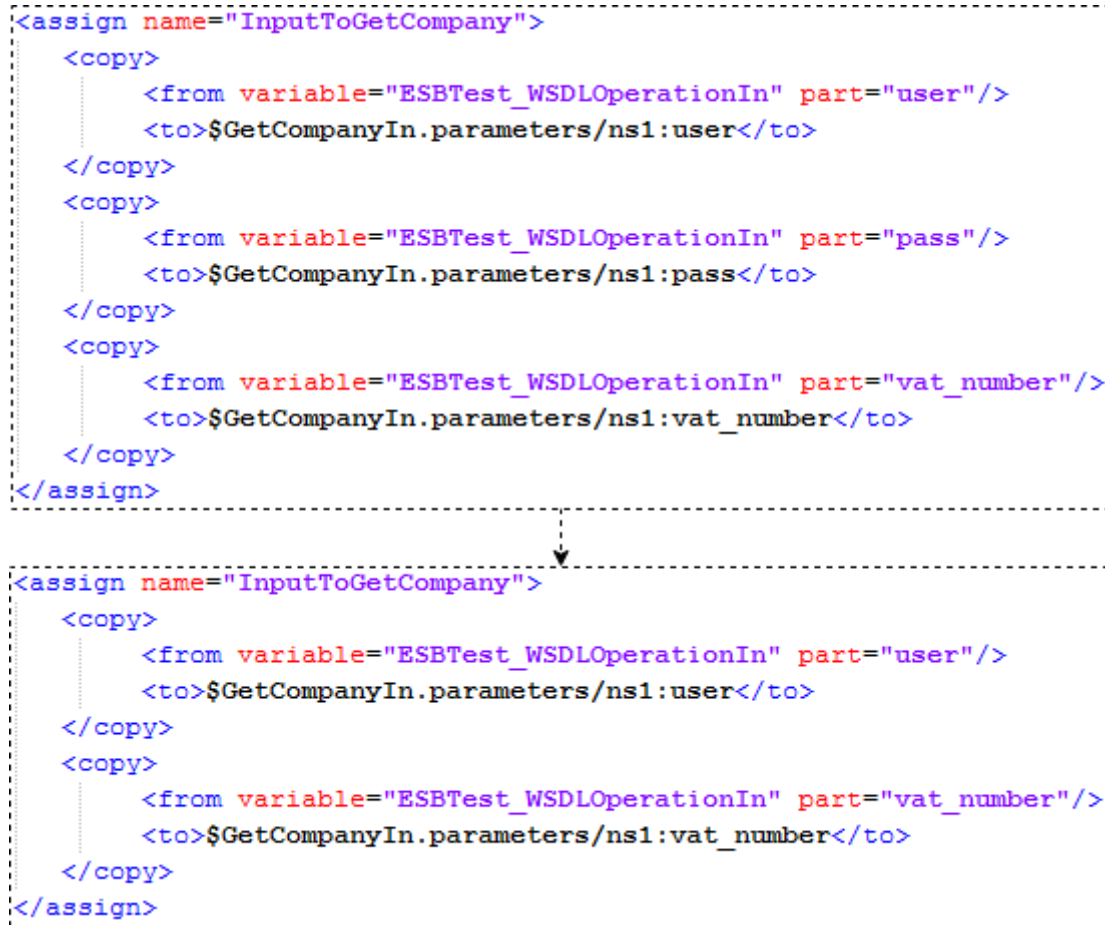 <assign name="InputToGetCompany">
<copy>
<from variable="ESBTest_WSDLOperationIn" part="user"/>
<to>$GetCompanyIn.parameters/ns1:user</to>
</copy>
<copy>
<from variable="ESBTest_WSDLOperationIn" part="pass"/>
<to>$GetCompanyIn.parameters/ns1:pass</to>
</copy>
<copy>
<from variable="ESBTest_WSDLOperationIn" part="vat_number"/>
<to>$GetCompanyIn.parameters/ns1:vat_number</to>
</copy>
</assign>
<assign name="InputToGetCompany">
<copy>
<from variable="ESBTest_WSDLOperationIn" part="user"/>
<to>$GetCompanyIn.parameters/ns1:user</to>
</copy>
<copy>
<from variable="ESBTest_WSDLOperationIn" part="vat_number"/>
<to>$GetCompanyIn.parameters/ns1:vat_number</to>
</copy>
</assign>